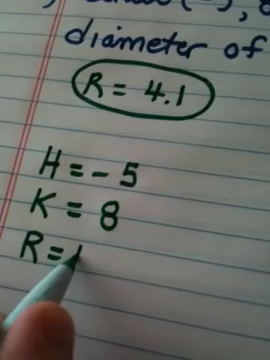 diameter of
R = 4.1
H = - 5
K = 8
R =